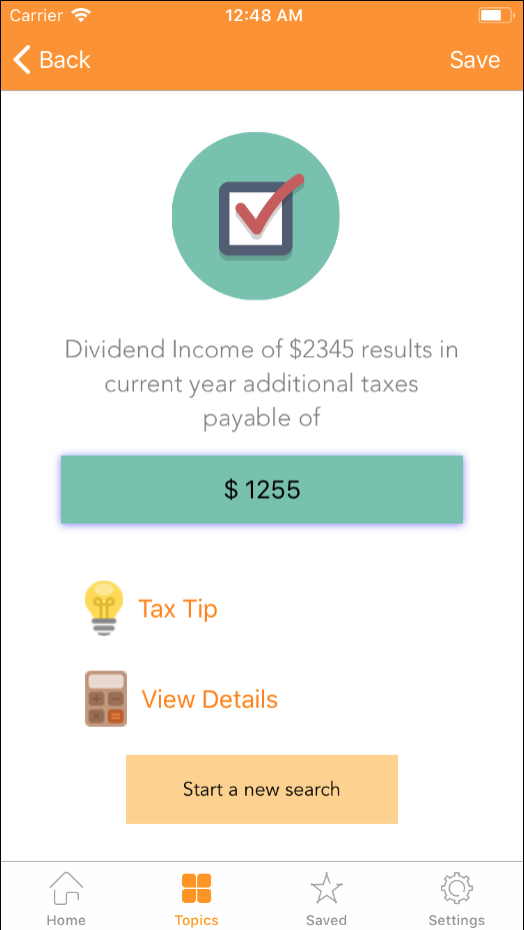 Carrier 12:48 AM
Back Save
Dividend Income of $2345 results in
current year additional taxes
payable of
$ 1255
Tax Tip
View Details
Start a new search
Home Topics Saved Settings